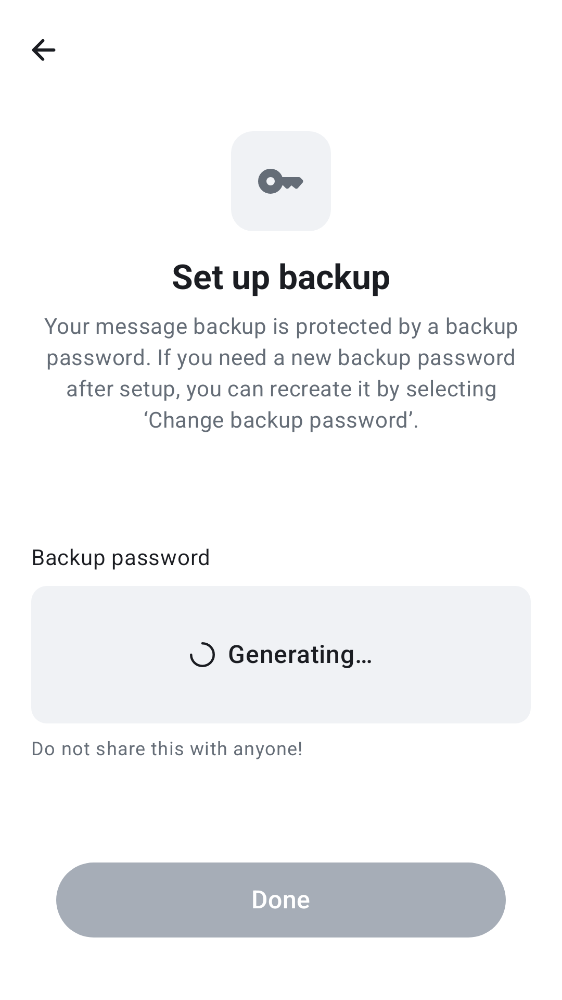 Set up backup
Your message backup is protected by a backup
password. If you need a new backup password
after setup, you can recreate it by selecting
‘Change backup password’.
Backup password
Generating…
Do not share this with anyone!
Done